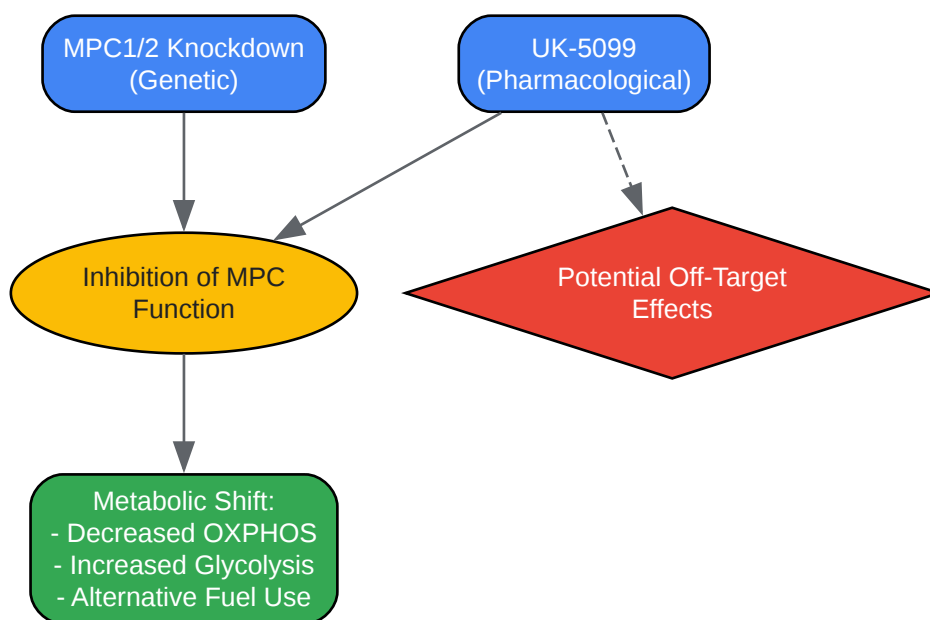 MPC1/2 Knockdown
(Genetic)
UK-5099
(Pharmacological)
Inhibition of MPC
Function
Potential Off-Target
Effects
Metabolic Shift:
- Decreased OXPHOS
- Increased Glycolysis
- Alternative Fuel Use